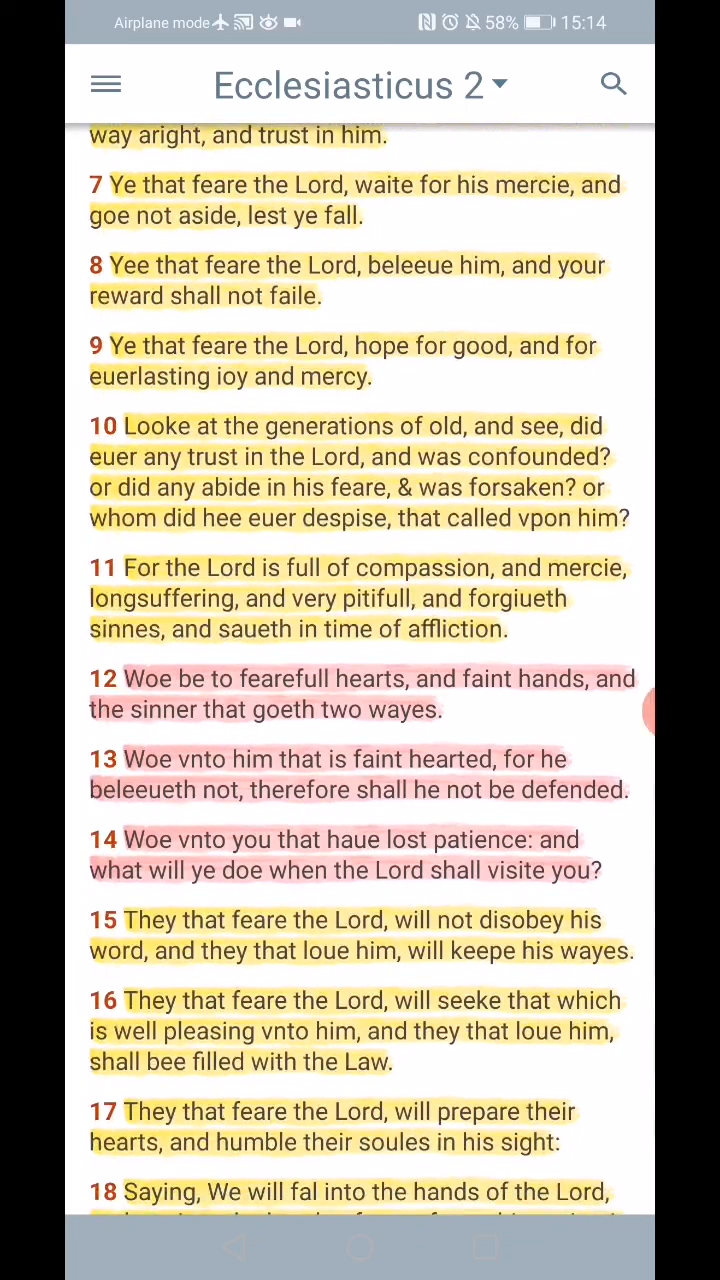 Airplane mode 58% 15:14
Ecclesiasticus 2
way aright, and trust in him.
7 Ye that feare the Lord, waite for his mercie, and
goe not aside, lest ye fall.
8 Yee that feare the Lord, beleeue him, and your
reward shall not faile.
9 Ye that feare the Lord, hope for good, and for
euerlasting ioy and mercy.
10 Looke at the generations of old, and see, did
euer any trust in the Lord, and was confounded?
or did any abide in his feare, & was forsaken? or
whom did hee euer despise, that called vpon him?
11 For the Lord is full of compassion, and mercie,
longsuffering, and very pitifull, and forgiueth
sinnes, and saueth in time of affliction.
12 Woe be to fearefull hearts, and faint hands, and
the sinner that goeth two wayes.
13 Woe vnto him that is faint hearted, for he
beleeueth not, therefore shall he not be defended.
14 Woe vnto you that haue lost patience: and
what will ye doe when the Lord shall visite you?
15 They that feare the Lord, will not disobey his
word, and they that loue him, will keepe his wayes.
16 They that feare the Lord, will seeke that which
is well pleasing vnto him, and they that loue him,
shall bee filled with the Law.
17 They that feare the Lord, will prepare their
hearts, and humble their soules in his sight:
18 Saying, We will fal into the hands of the Lord,